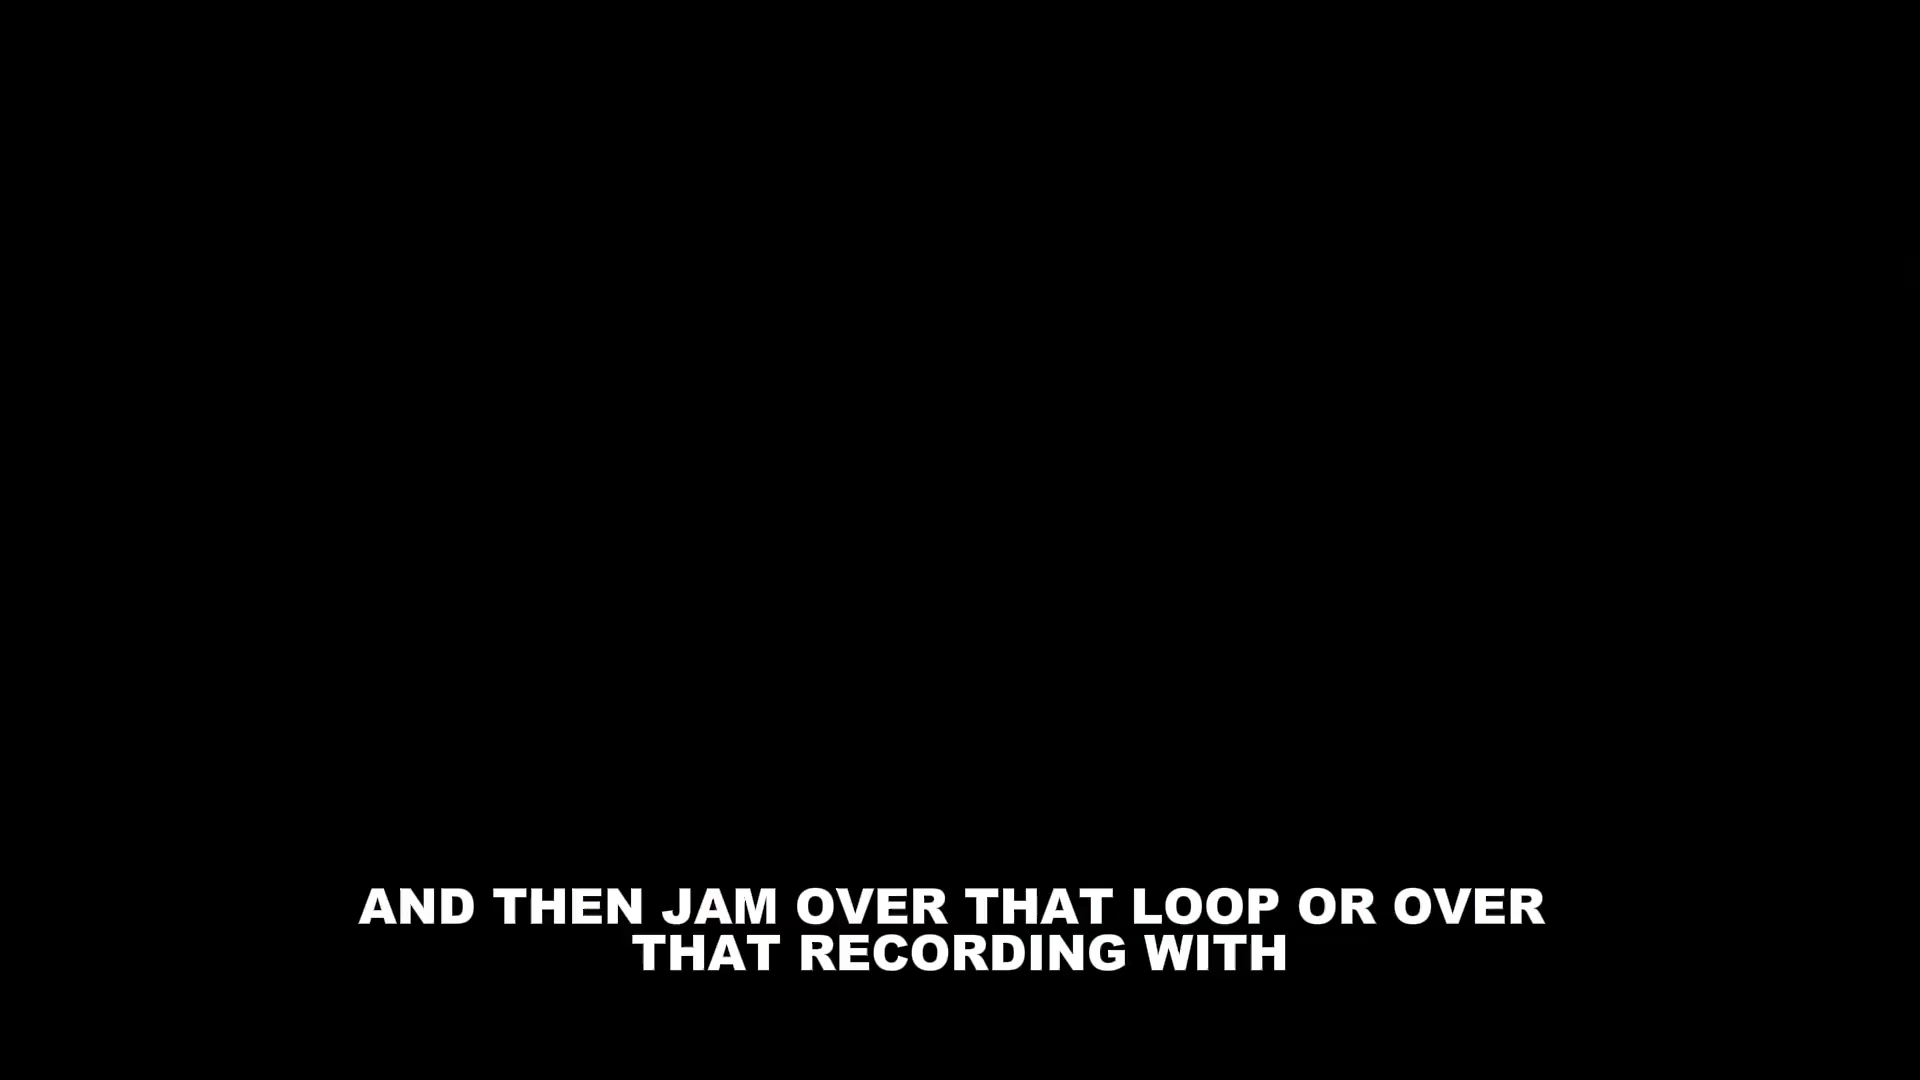 AND THEN JAM OVER THAT LOOP OR OVER
THAT RECORDING WITH